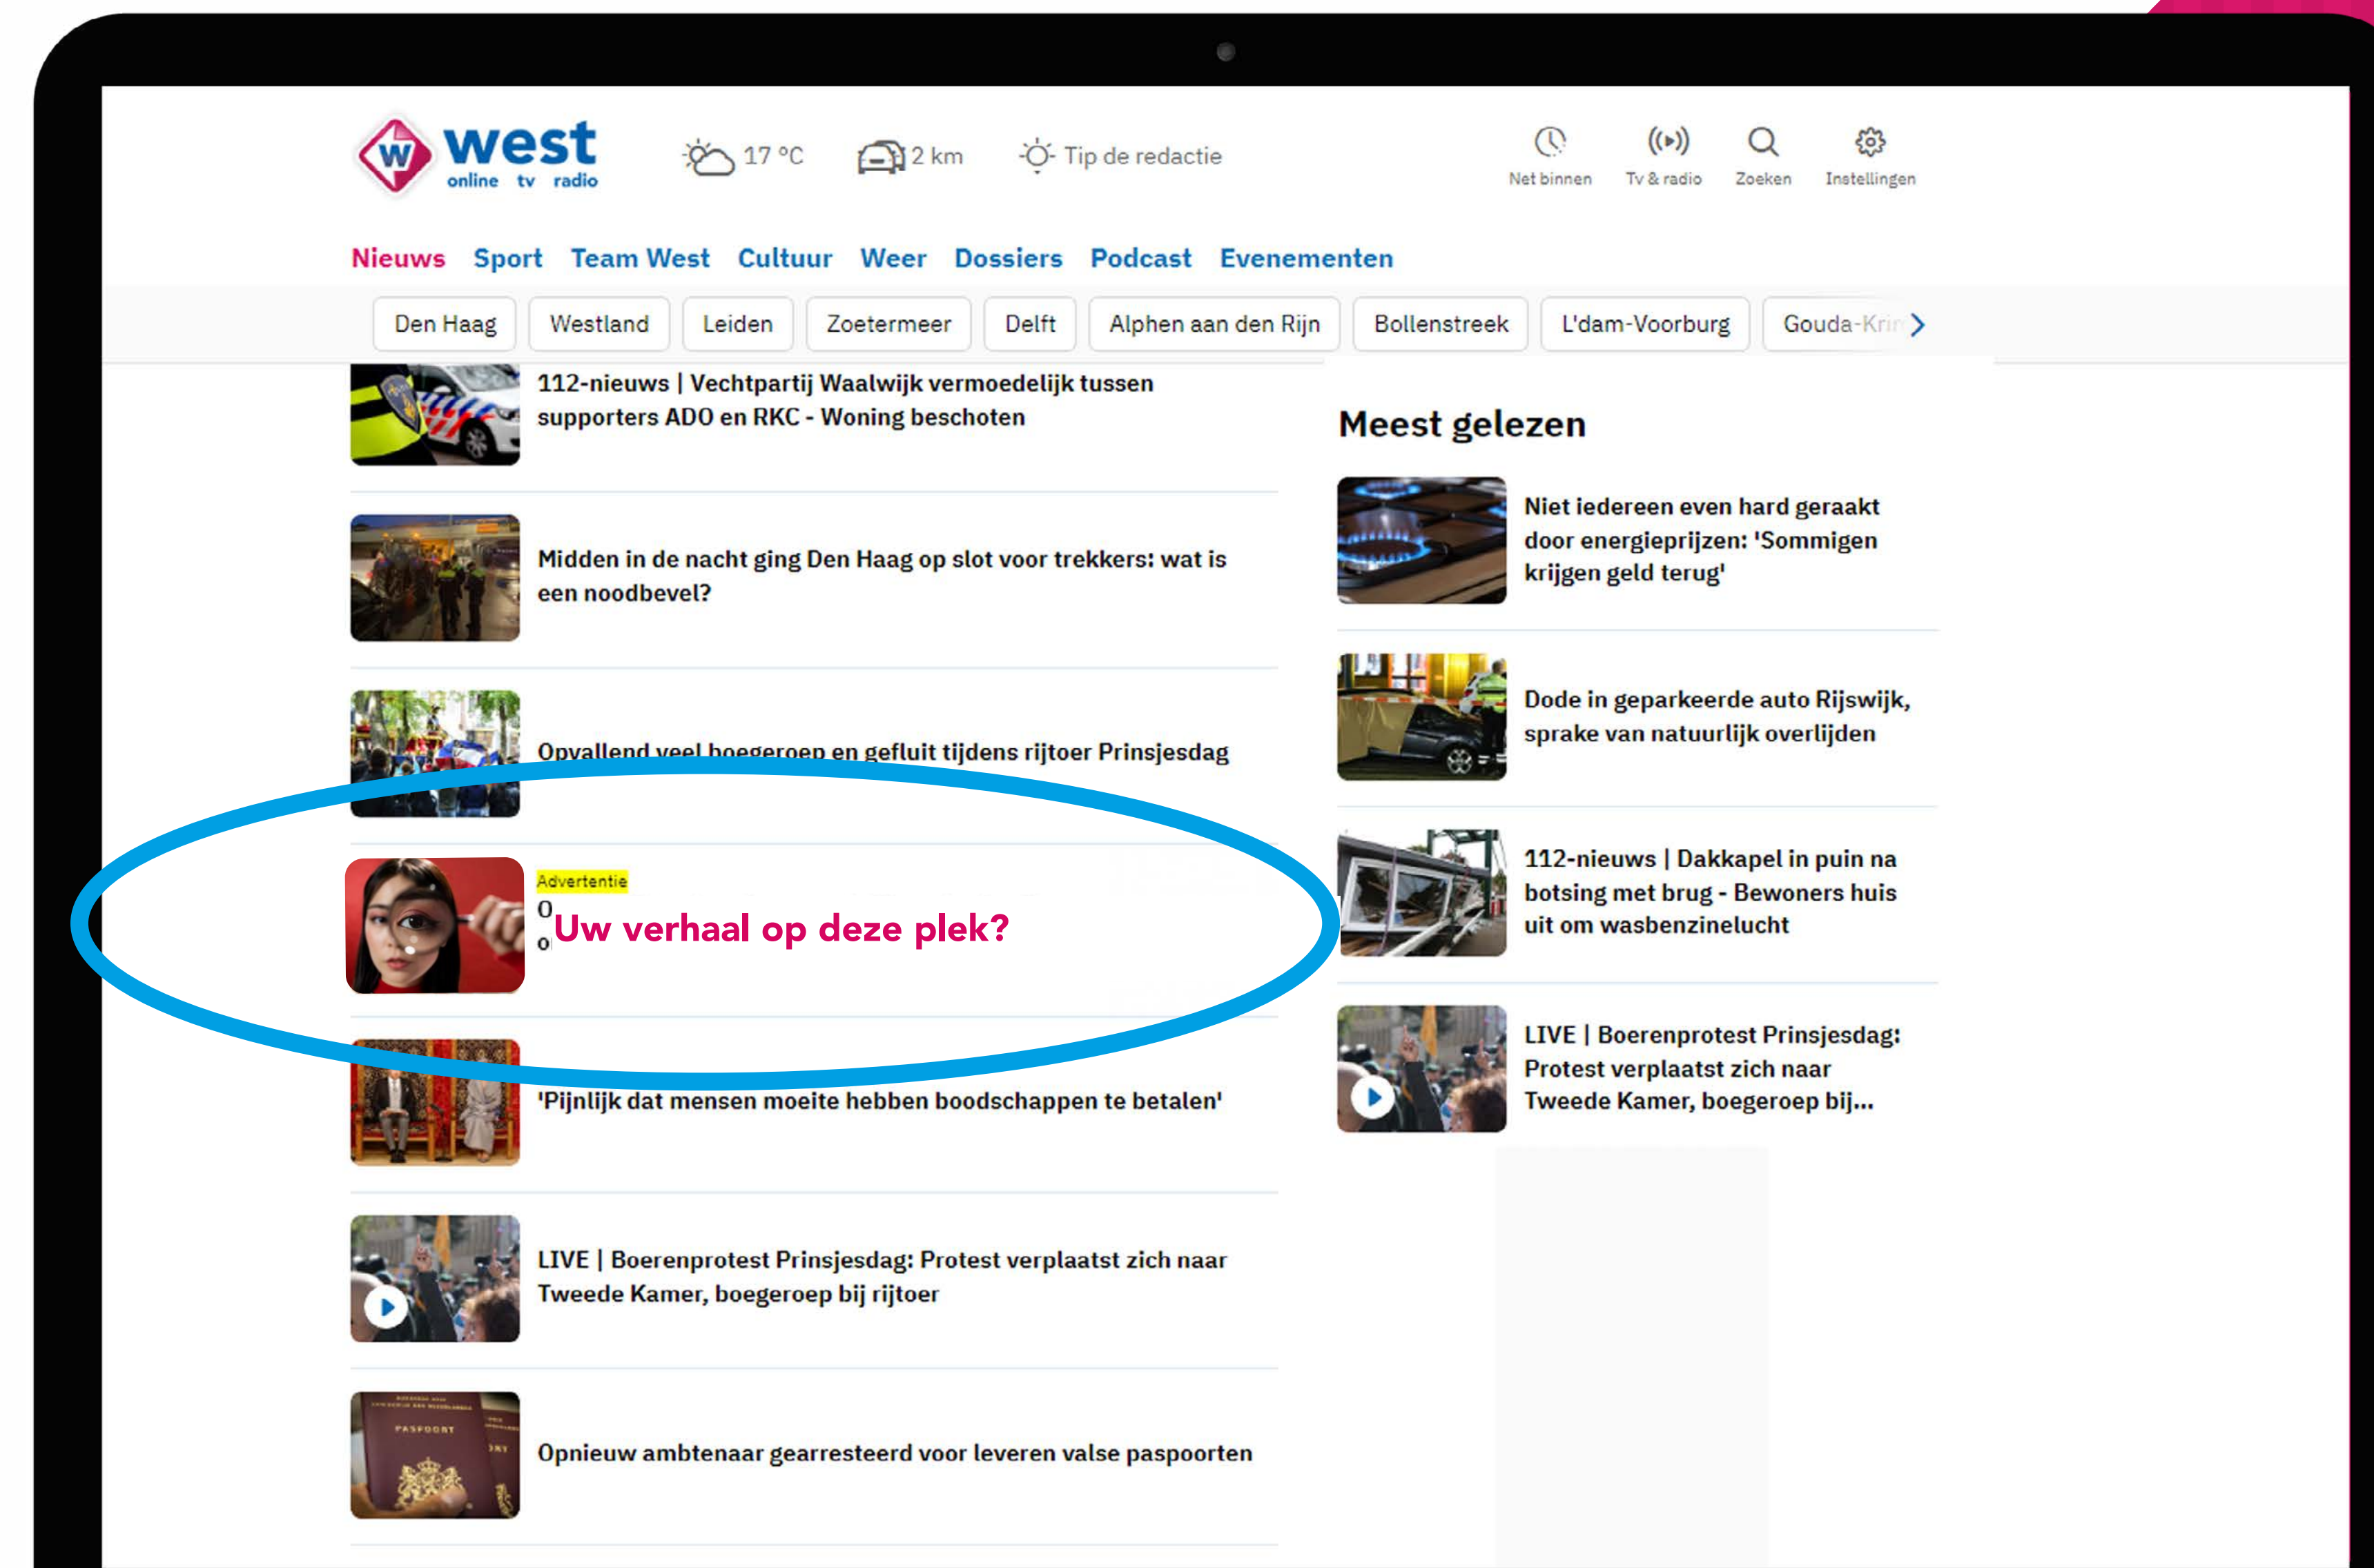 W west
online tv radio
17 °C
2 km
Tip de redactie
Net binnen
Tv & radio
Zoeken
Instellingen
Nieuws Sport Team West Cultuur Weer Dossiers Podcast Evenementen
Den Haag Westland Leiden Zoetermeer Delft Alphen aan den Rijn Bollenstreek L'dam-Voorburg Gouda-Krim
112-nieuws | Vechtpartij Waalwijk vermoedelijk tussen
supporters ADO en RKC - Woning beschoten
Midden in de nacht ging Den Haag op slot voor trekkers: wat is
een noodbevel?
Opvallend veel boegeroep en gefluit tijdens rijtoer Prinsjesdag
Advertentie
Uw verhaal op deze plek?
'Pijnlijk dat mensen moeite hebben boodschappen te betalen'
LIVE | Boerenprotest Prinsjesdag: Protest verplaatst zich naar
Tweede Kamer, boegeroep bij rijtoer
PASPOORT
Opnieuw ambtenaar gearresteerd voor leveren valse paspoorten
Meest gelezen
Niet iedereen even hard geraakt
door energieprijzen: 'Sommigen
krijgen geld terug'
Dode in geparkeerde auto Rijswijk,
sprake van natuurlijk overlijden
112-nieuws | Dakkapel in puin na
botsing met brug - Bewoners huis
uit om wasbenzinelucht
LIVE | Boerenprotest Prinsjesdag:
Protest verplaatst zich naar
Tweede Kamer, boegeroep bij...